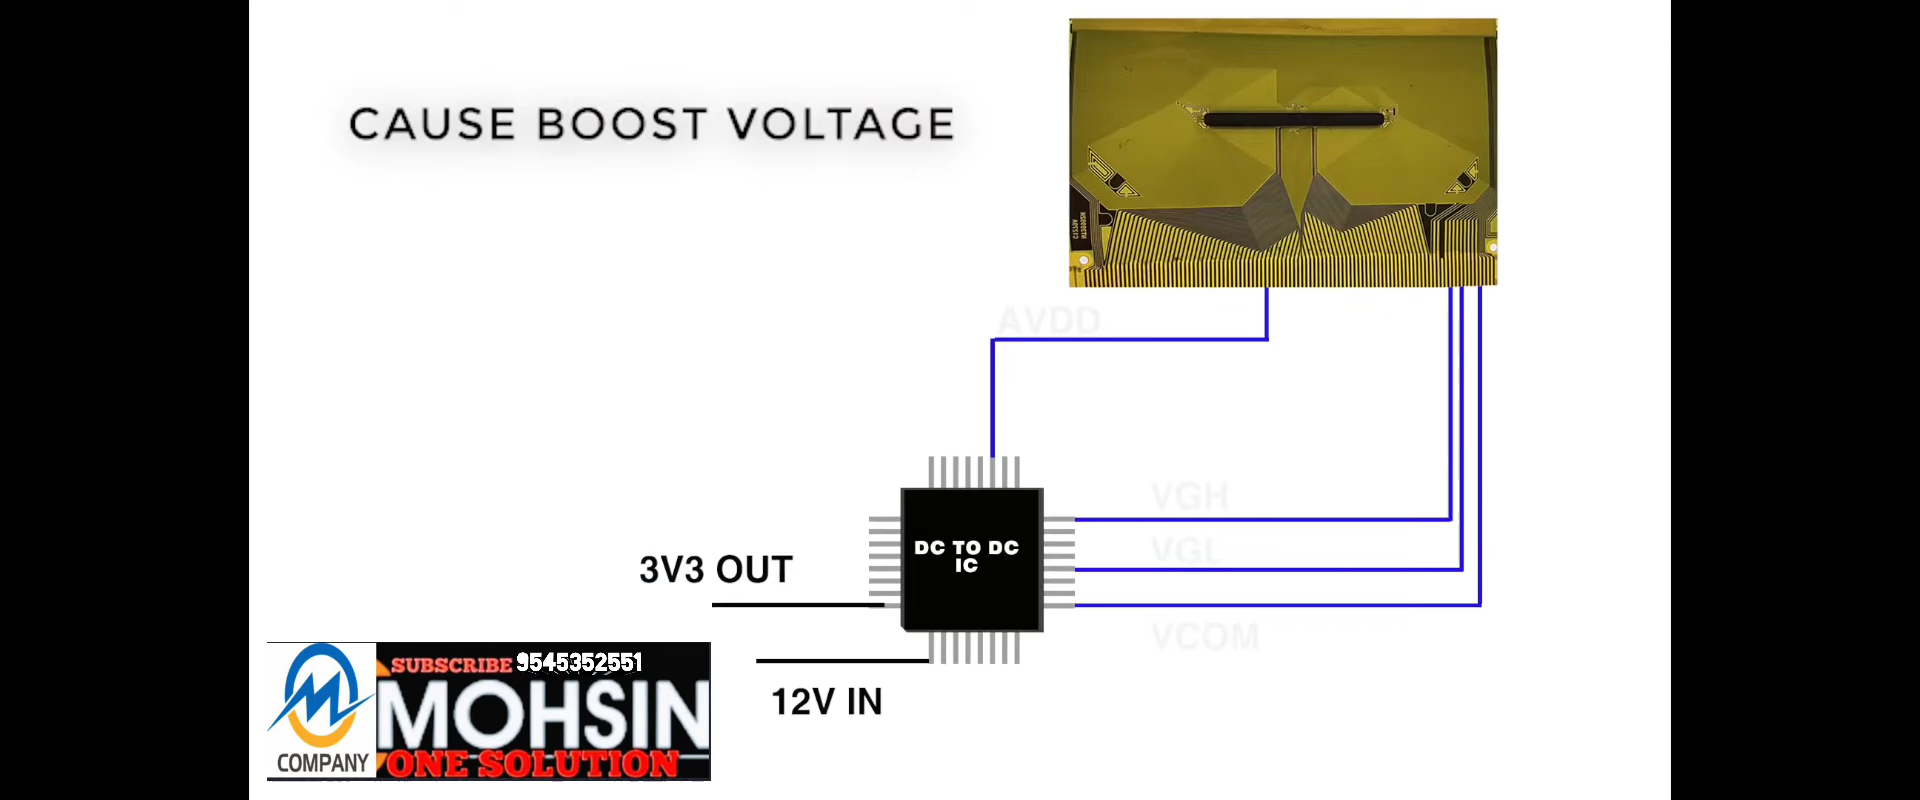 CAUSE BOOST VOLTAGE
AVDD
VGH
DC TO DC
IC
VGL
3V3 OUT
VCOM
SUBSCRIBE 9545352551
MOHSIN
COMPANY
ONE SOLUTION
12V IN